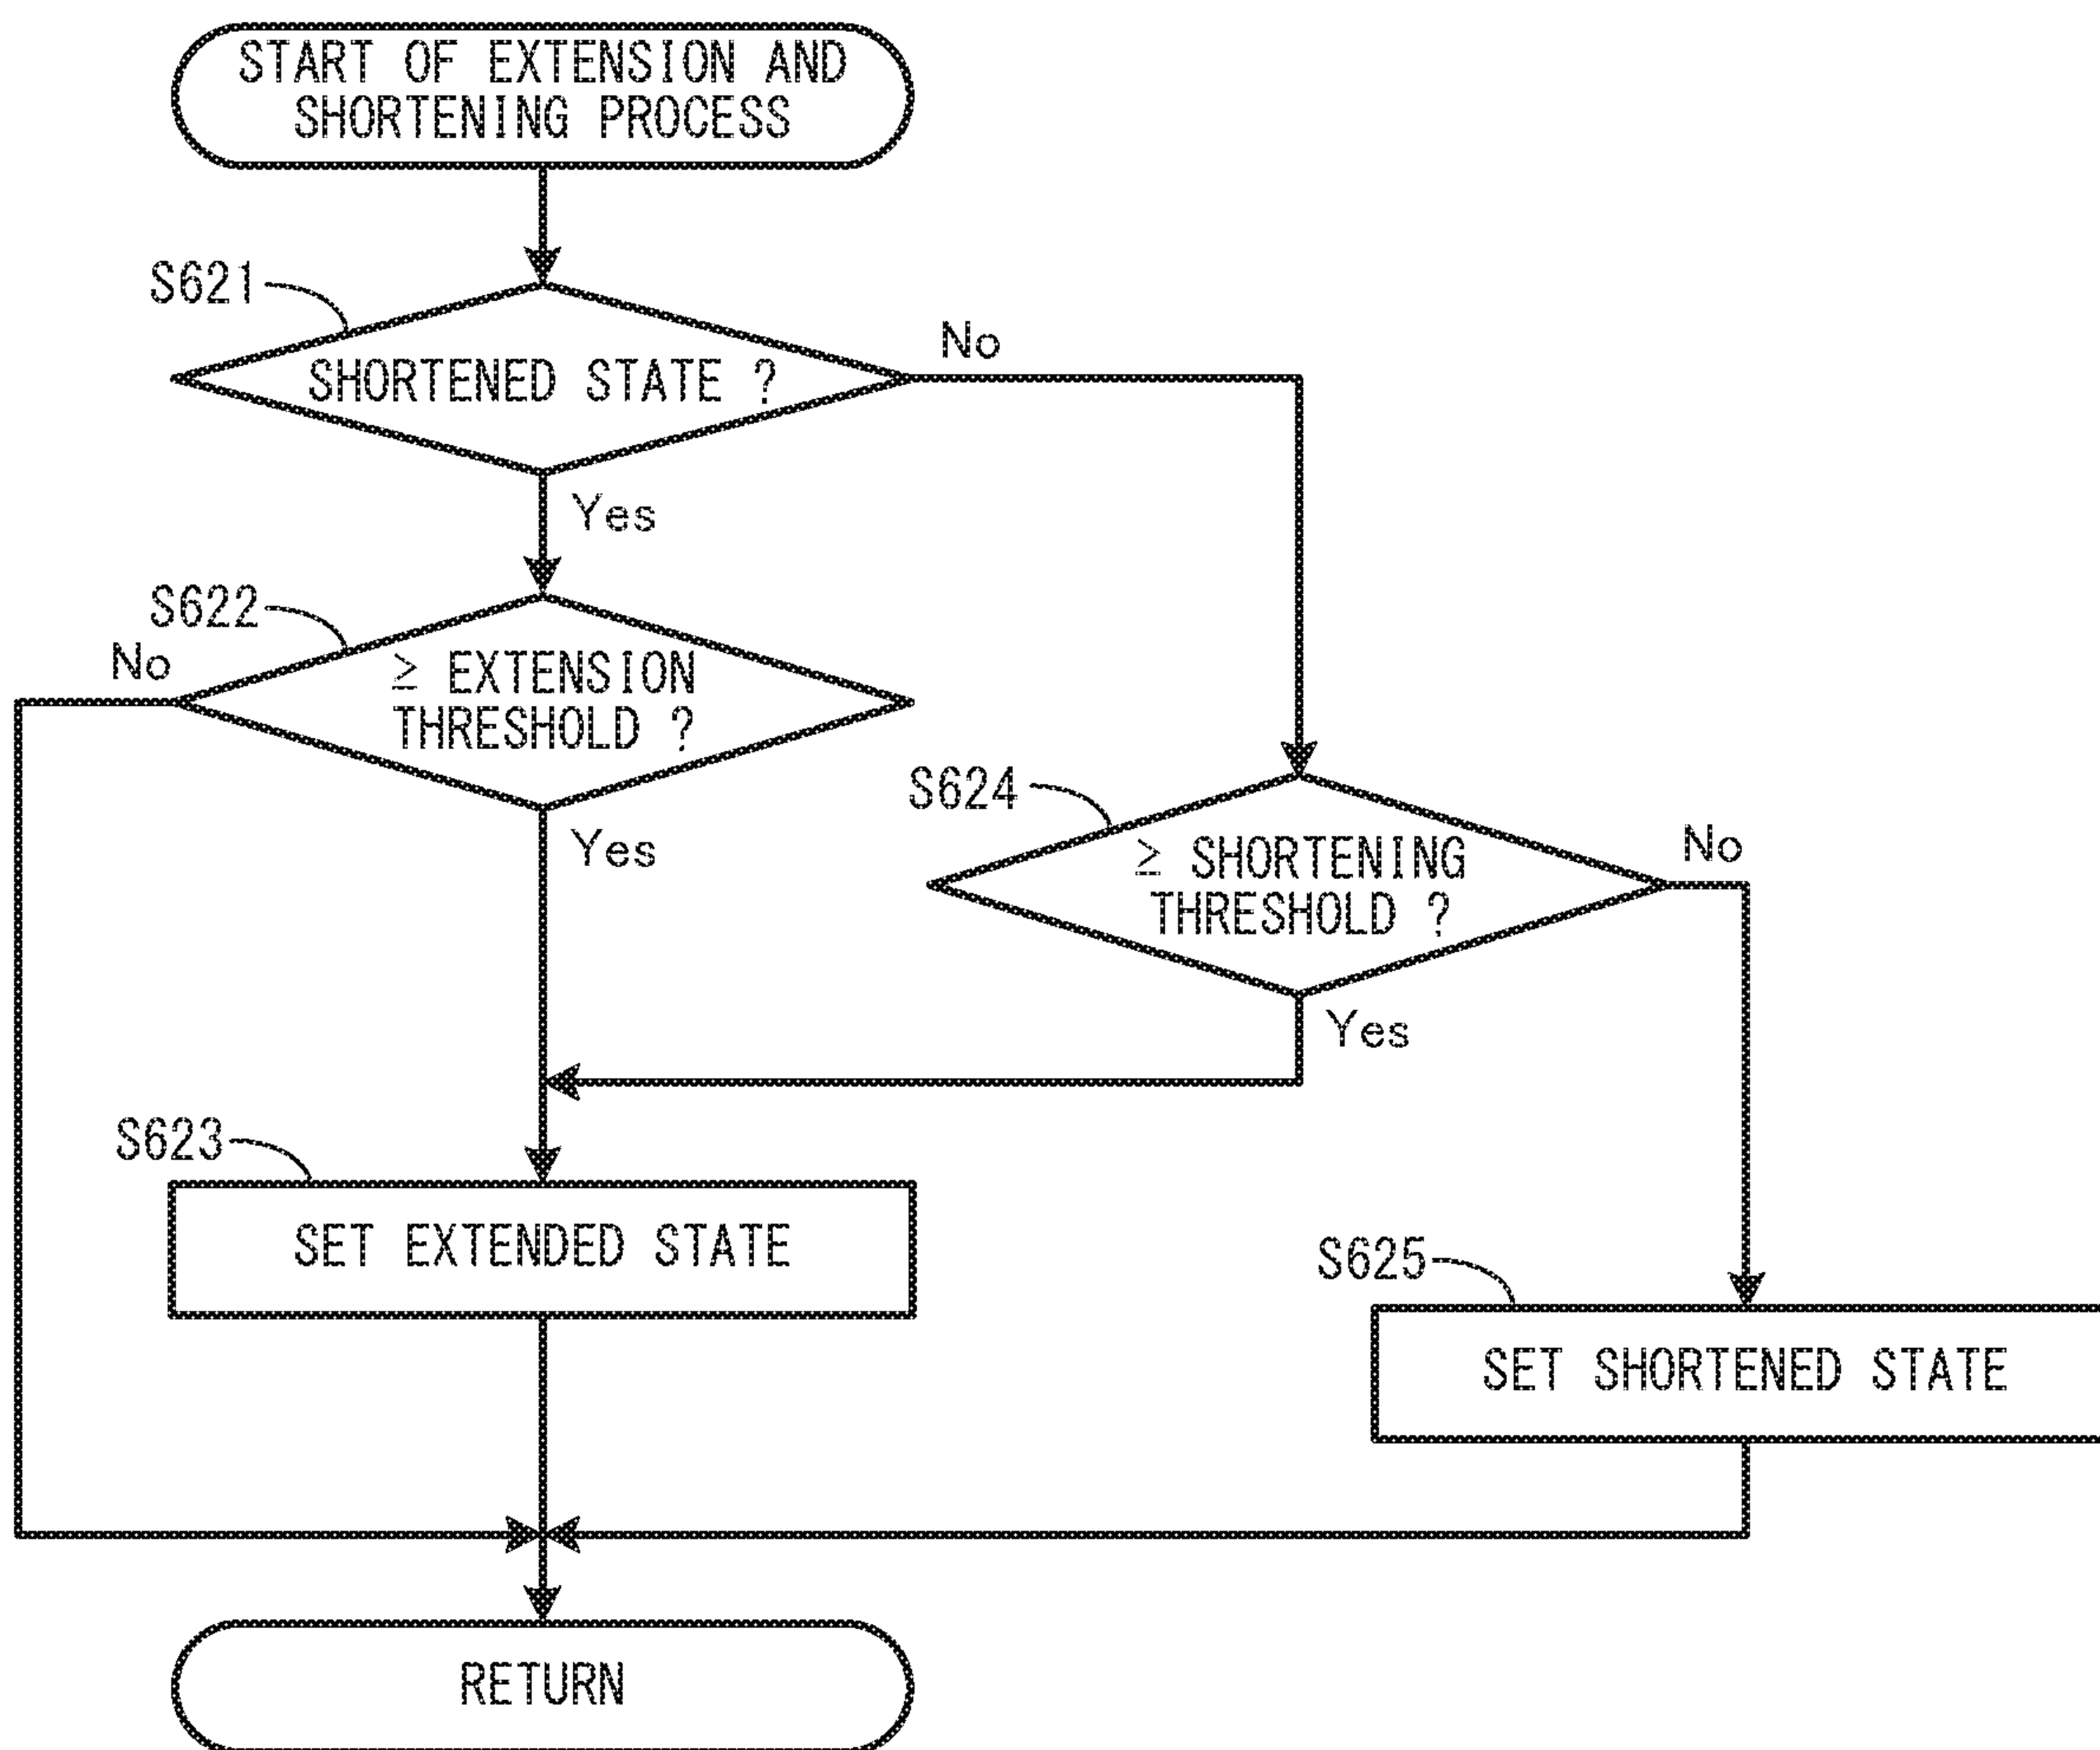 START OF EXTENSION AND
SHORTENING PROCESS
S621
SHORTENED STATE ?
No
Yes
S622
No
≥ EXTENSION
THRESHOLD ?
Yes
S624
≥ SHORTENING
THRESHOLD ?
No
Yes
S623
SET EXTENDED STATE
S625
SET SHORTENED STATE
RETURN